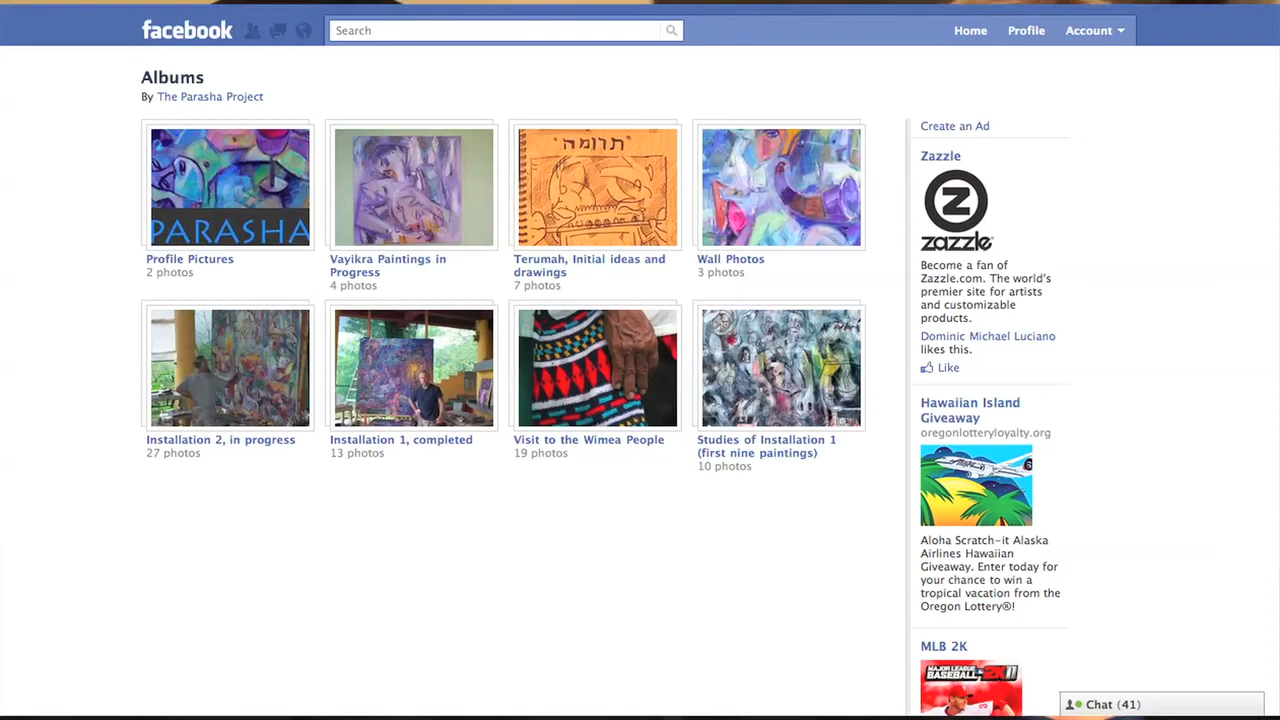 facebook
Search
Home
Profile
Account
Albums
By The Parasha Project
PARASHA
Profile Pictures
2 photos
Vayikra Paintings in
Progress
4 photos
"תרומה"
Terumah, Initial ideas and
drawings
7 photos
Wall Photos
3 photos
Installation 2, in progress
27 photos
Installation 1, completed
13 photos
Visit to the Wimea People
19 photos
Studies of Installation 1
(first nine paintings)
10 photos
Create an Ad
Zazzle
Z
zazzle
Become a fan of
Zazzle.com. The world's
premier site for artists
and customizable
products.
Dominic Michael Luciano
likes this.
Like
Hawaiian Island
Giveaway
oregonlotteryloyalty.org
Aloha Scratch-it Alaska
Airlines Hawaiian
Giveaway. Enter today for
your chance to win a
tropical vacation from the
Oregon Lottery®!
MLB 2K
MAJOR LEAGUE
BASEBALL 2K11
Chat (41)